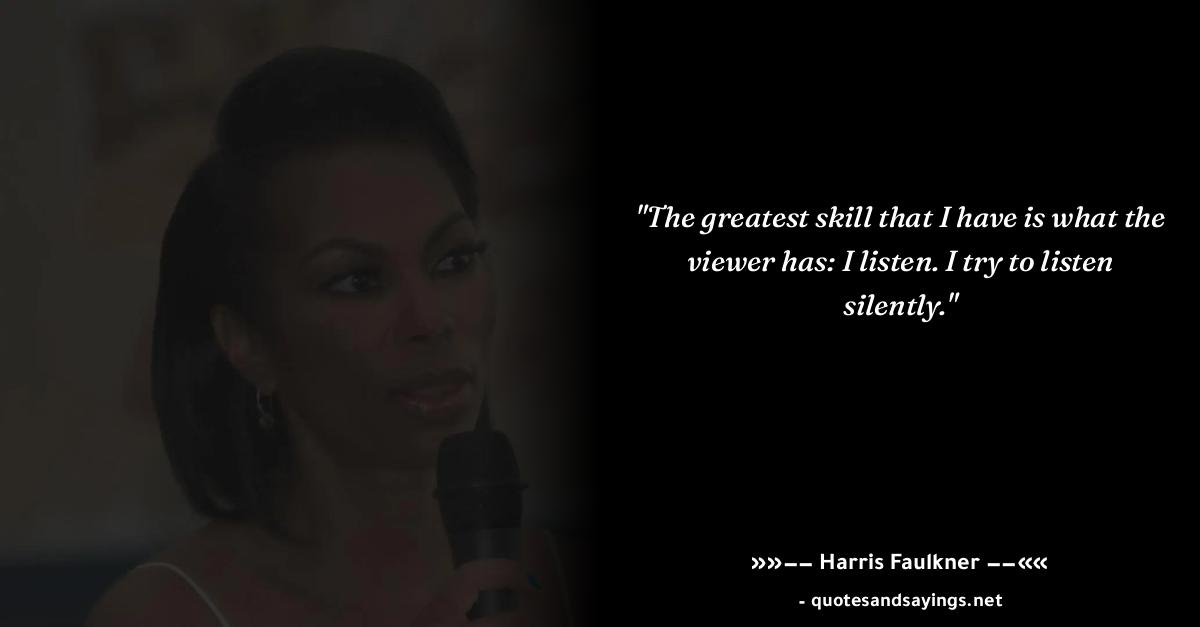 "The greatest skill that I have is what the
viewer has: I listen. I try to listen
silently."
»»—— Harris Faulkner ——««
- quotesandsayings.net